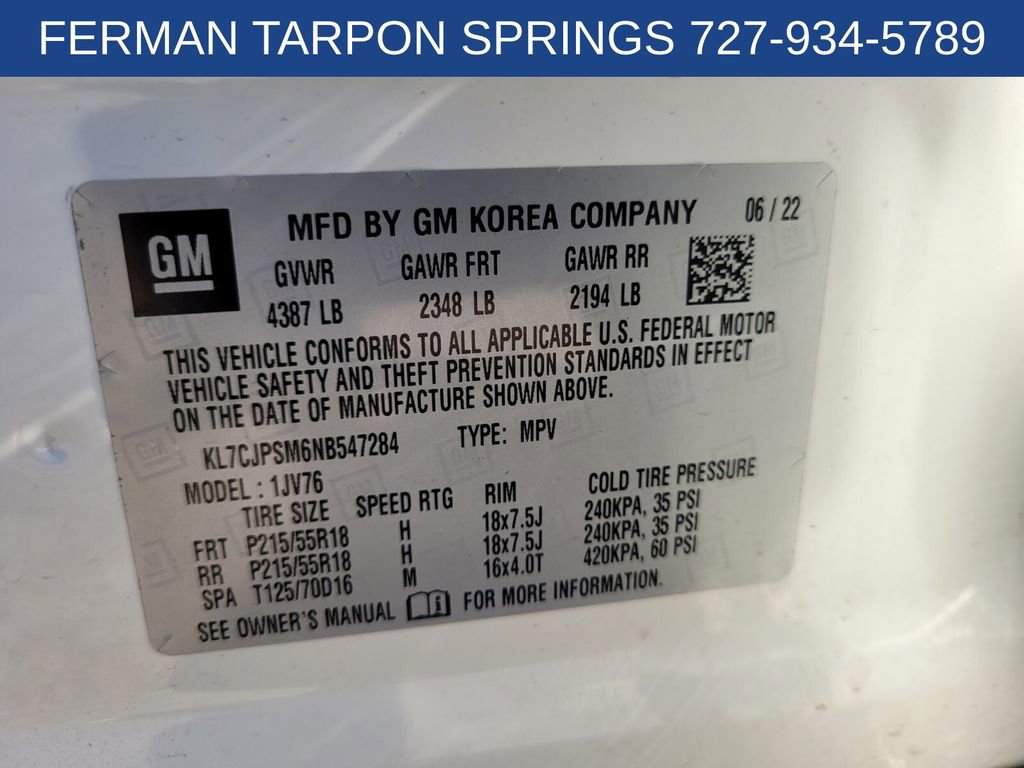 FERMAN TARPON SPRINGS 727-934-5789
GM
MFD BY GM KOREA COMPANY 06 / 22
GVWR GAWR FRT GAWR RR
4387 LB 2348 LB 2194 LB
THIS VEHICLE CONFORMS TO ALL APPLICABLE U.S. FEDERAL MOTOR
VEHICLE SAFETY AND THEFT PREVENTION STANDARDS IN EFFECT
ON THE DATE OF MANUFACTURE SHOWN ABOVE.
KL7CJPSM6NB547284 TYPE: MPV
MODEL : 1JV76
TIRE SIZE SPEED RTG RIM COLD TIRE PRESSURE
FRT P215/55R18 H 18x7.5J 240KPA, 35 PSI
RR P215/55R18 H 18x7.5J 240KPA, 35 PSI
SPA T125/70D16 M 16x4.0T 420KPA, 60 PSI
SEE OWNER'S MANUAL FOR MORE INFORMATION.